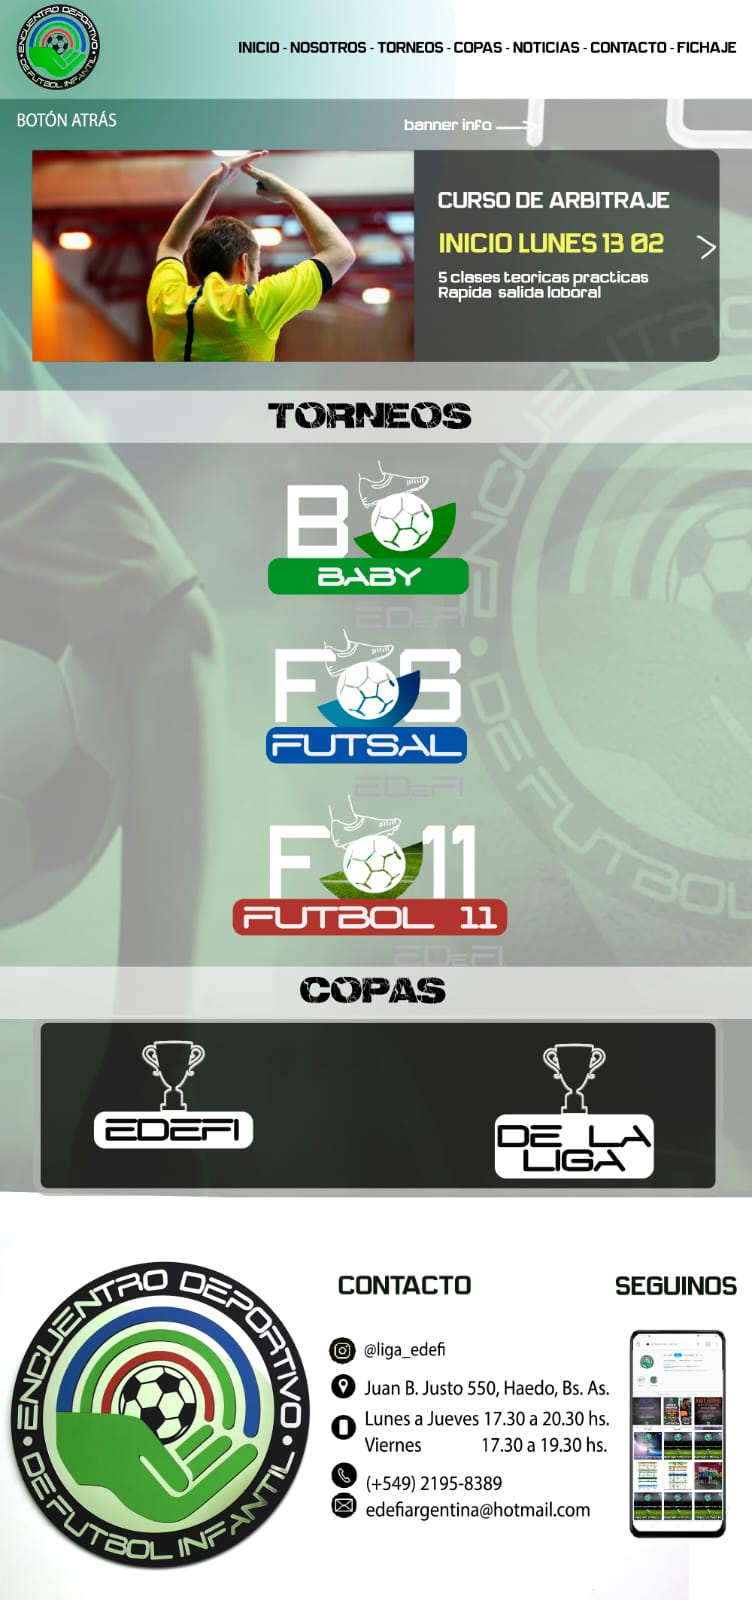 ENCUENTRO DEPORTIVO
DE FUTBOL INFANTIL
INICIO - NOSOTROS - TORNEOS - COPAS - NOTICIAS - CONTACTO - FICHAJE
BOTÓN ATRÁS
banner info
CURSO DE ARBITRAJE
INICIO LUNES 13 02
5 clases teoricas practicas
Rapida salida loboral
TORNEOS
B
BABY
EDeFI
F S
FUTSAL
EDeFI
F 11
FUTBOL 11
EDeFI
COPAS
EDEFI
DE LA
LIGA
ENCUENTRO DEPORTIVO
DE FUTBOL INFANTIL
CONTACTO
@liga_edefi
Juan B. Justo 550, Haedo, Bs. As.
Lunes a Jueves 17.30 a 20.30 hs.
Viernes 17.30 a 19.30 hs.
(+549) 2195-8389
edefiargentina@hotmail.com
SEGUINOS